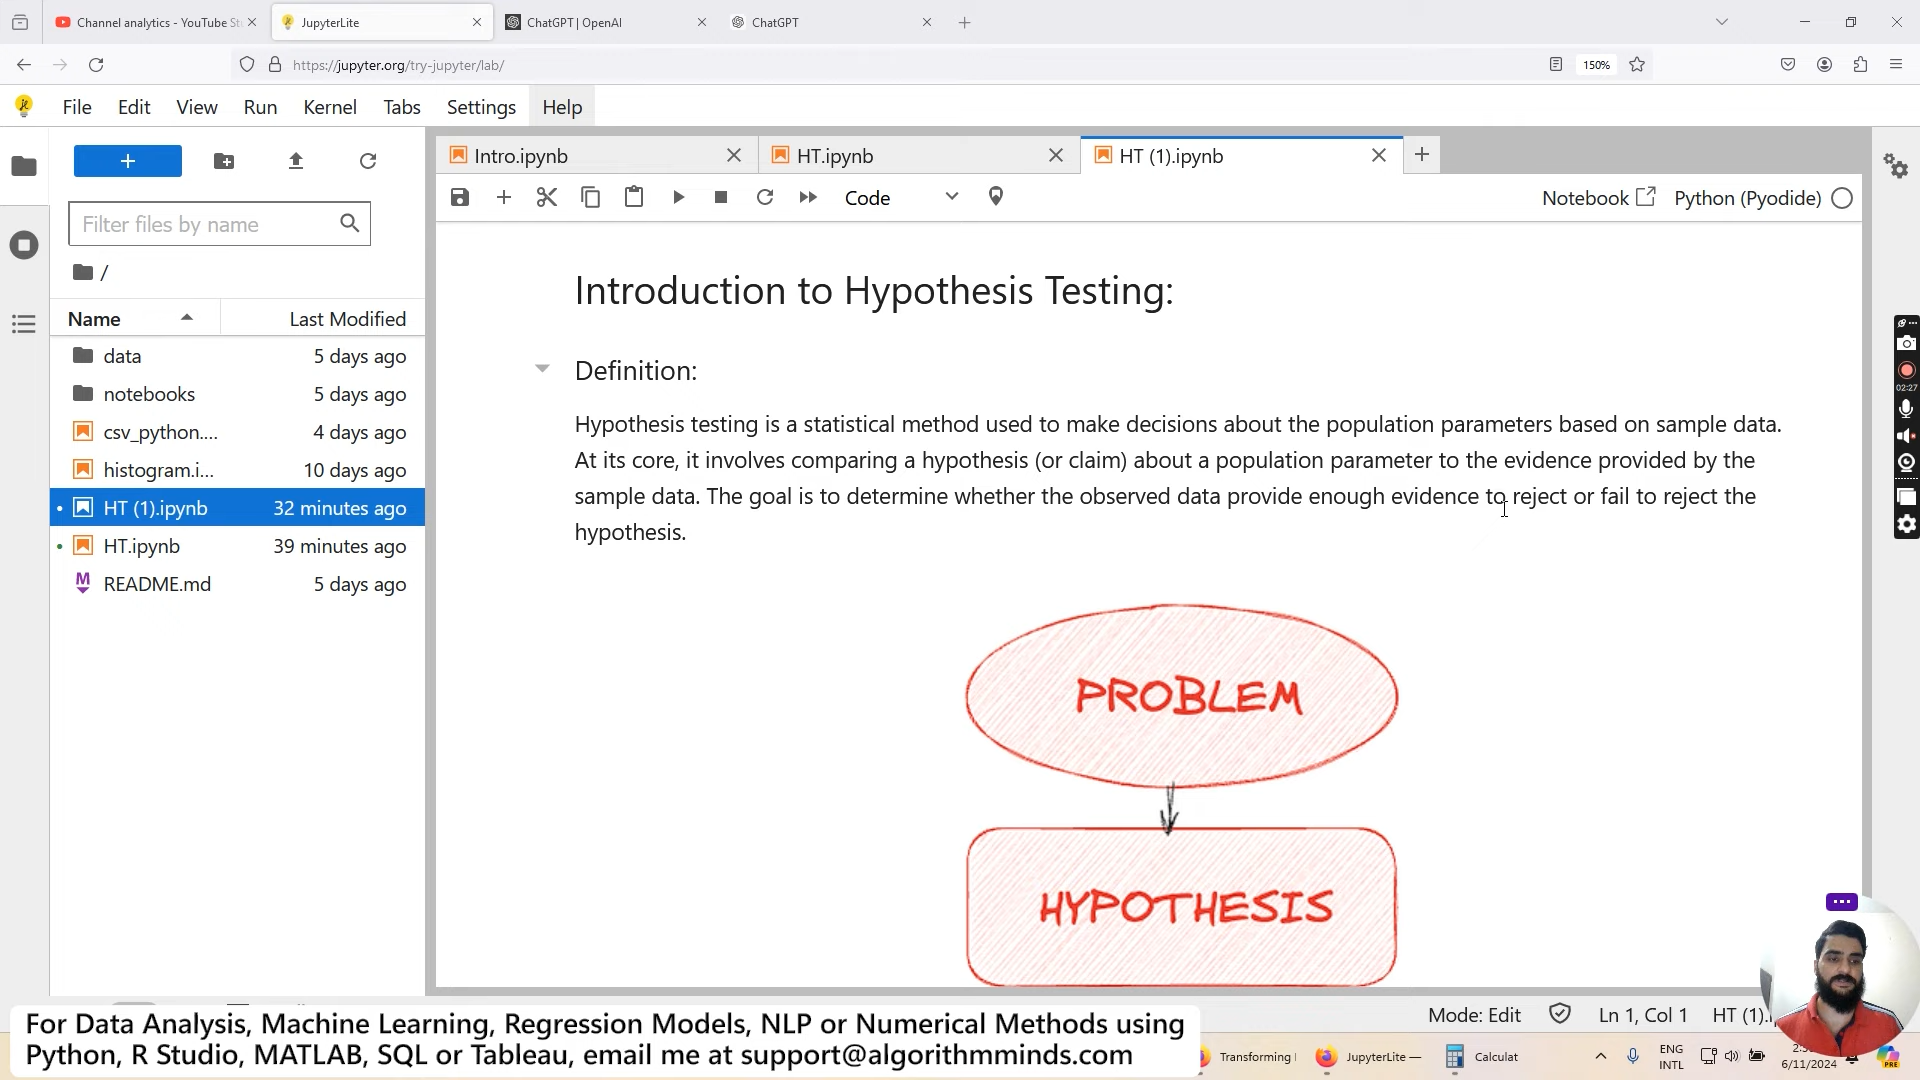 Channel analytics - YouTube St
JupyterLite
ChatGPT | OpenAI
ChatGPT
https://jupyter.org/try-jupyter/lab/
150%
File Edit View Run Kernel Tabs Settings Help
Intro.ipynb
HT.ipynb
HT (1).ipynb
Code
Notebook
Python (Pyodide)
Filter files by name
/
Name
Last Modified
data 5 days ago
notebooks 5 days ago
csv_python.... 4 days ago
histogram.i... 10 days ago
HT (1).ipynb 32 minutes ago
HT.ipynb 39 minutes ago
README.md 5 days ago
Introduction to Hypothesis Testing:
Definition:
Hypothesis testing is a statistical method used to make decisions about the population parameters based on sample data.
At its core, it involves comparing a hypothesis (or claim) about a population parameter to the evidence provided by the
sample data. The goal is to determine whether the observed data provide enough evidence to reject or fail to reject the
hypothesis.
PROBLEM
HYPOTHESIS
02:27
Mode: Edit
Ln 1, Col 1
HT (1).i
For Data Analysis, Machine Learning, Regression Models, NLP or Numerical Methods using
Python, R Studio, MATLAB, SQL or Tableau, email me at support@algorithmminds.com
Transforming
JupyterLite —
Calculat
ENG
INTL
6/11/2024
PRE